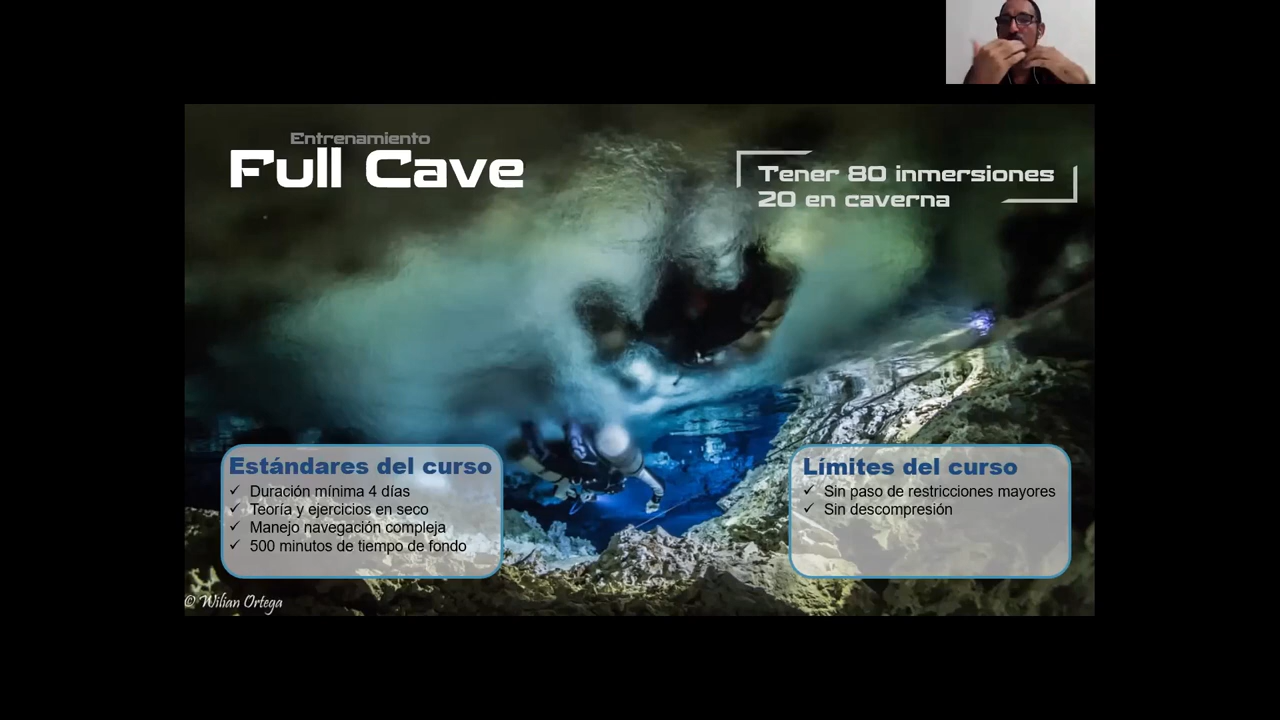 Entrenamiento
Full Cave
Tener 80 inmersiones
20 en caverna
Estándares del curso
✓ Duración mínima 4 días
✓ Teoría y ejercicios en seco
✓ Manejo navegación compleja
✓ 500 minutos de tiempo de fondo
Límites del curso
✓ Sin paso de restricciones mayores
✓ Sin descompresión
© Wilian Ortega